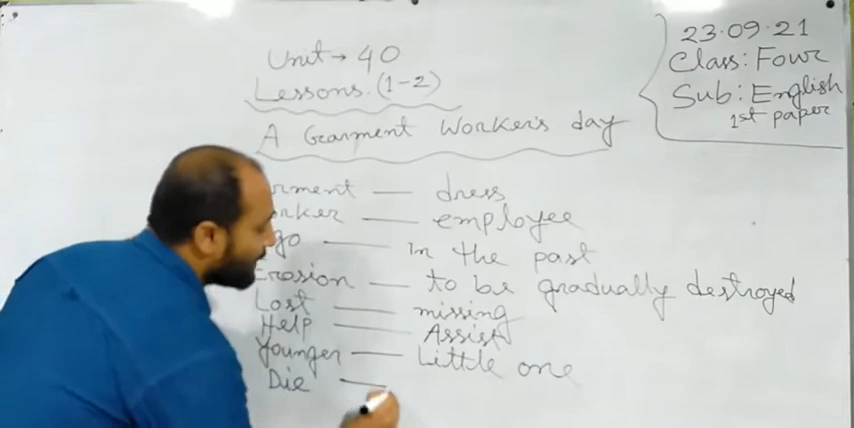 23.09.21
Class: Four
Sub: English
1st paper
Unit → 40
Lessons. (1-2)
A Garment Worker's day
rment — dress
orker — employee
go — In the past
Erosion — to be gradually destroyed
Lost — missing
Help — Assist
Younger — Little one
Die —